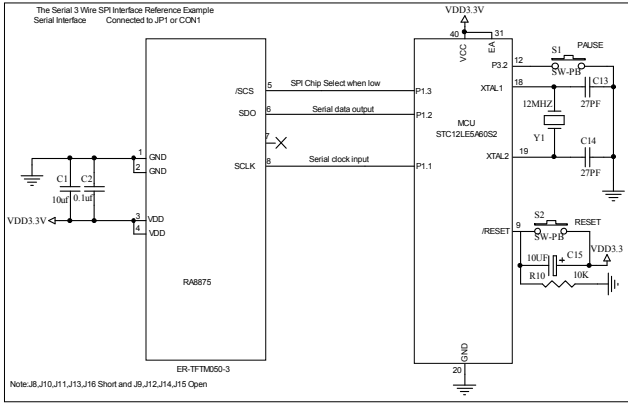 The Serial 3 Wire SPI Interface Reference Example
Serial Interface Connected to JP1 or CON1
VDD3.3V
40
31
VCC
EA
S1
PAUSE
12
P3.2
SW-PB
/SCS
5
SPI Chip Select when low
P1.3
18
XTAL1
C13
27PF
SDO
6
Serial data output
P1.2
12MHZ
MCU
STC12LE5A60S2
Y1
7
SCLK
8
Serial clock input
P1.1
XTAL2
19
C14
27PF
1
GND
2
GND
C1
C2
10uf
0.1uf
VDD3.3V
3
VDD
4
VDD
/RESET
9
S2
RESET
SW-PB
VDD3.3
10UF
+
C15
R10
10K
RA8875
GND
20
ER-TFTM050-3
Note:J8,J10,J11,J13,J16 Short and J9,J12,J14,J15 Open